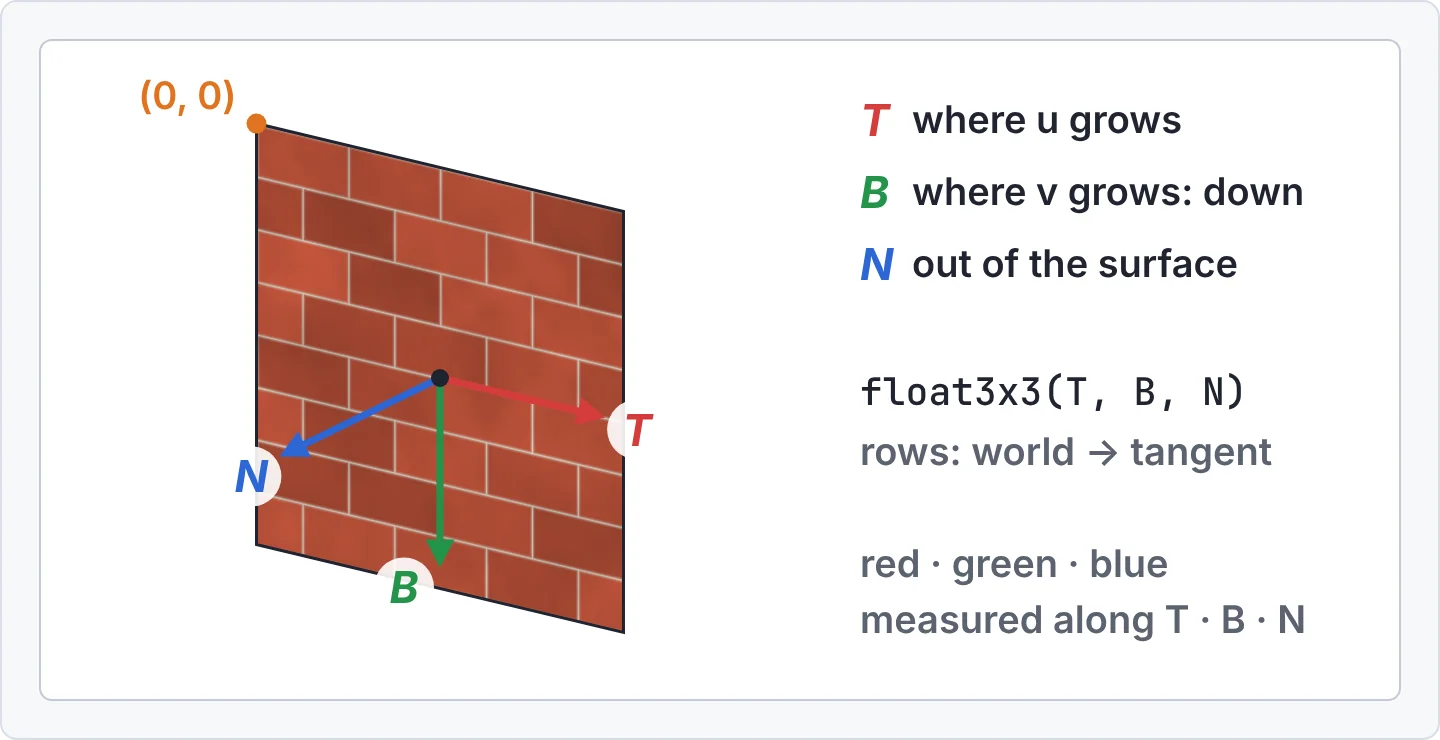 (0, 0)
T
N
B
T where u grows
B where v grows: down
N out of the surface
float3x3(T, B, N)
rows: world → tangent
red · green · blue
measured along T · B · N